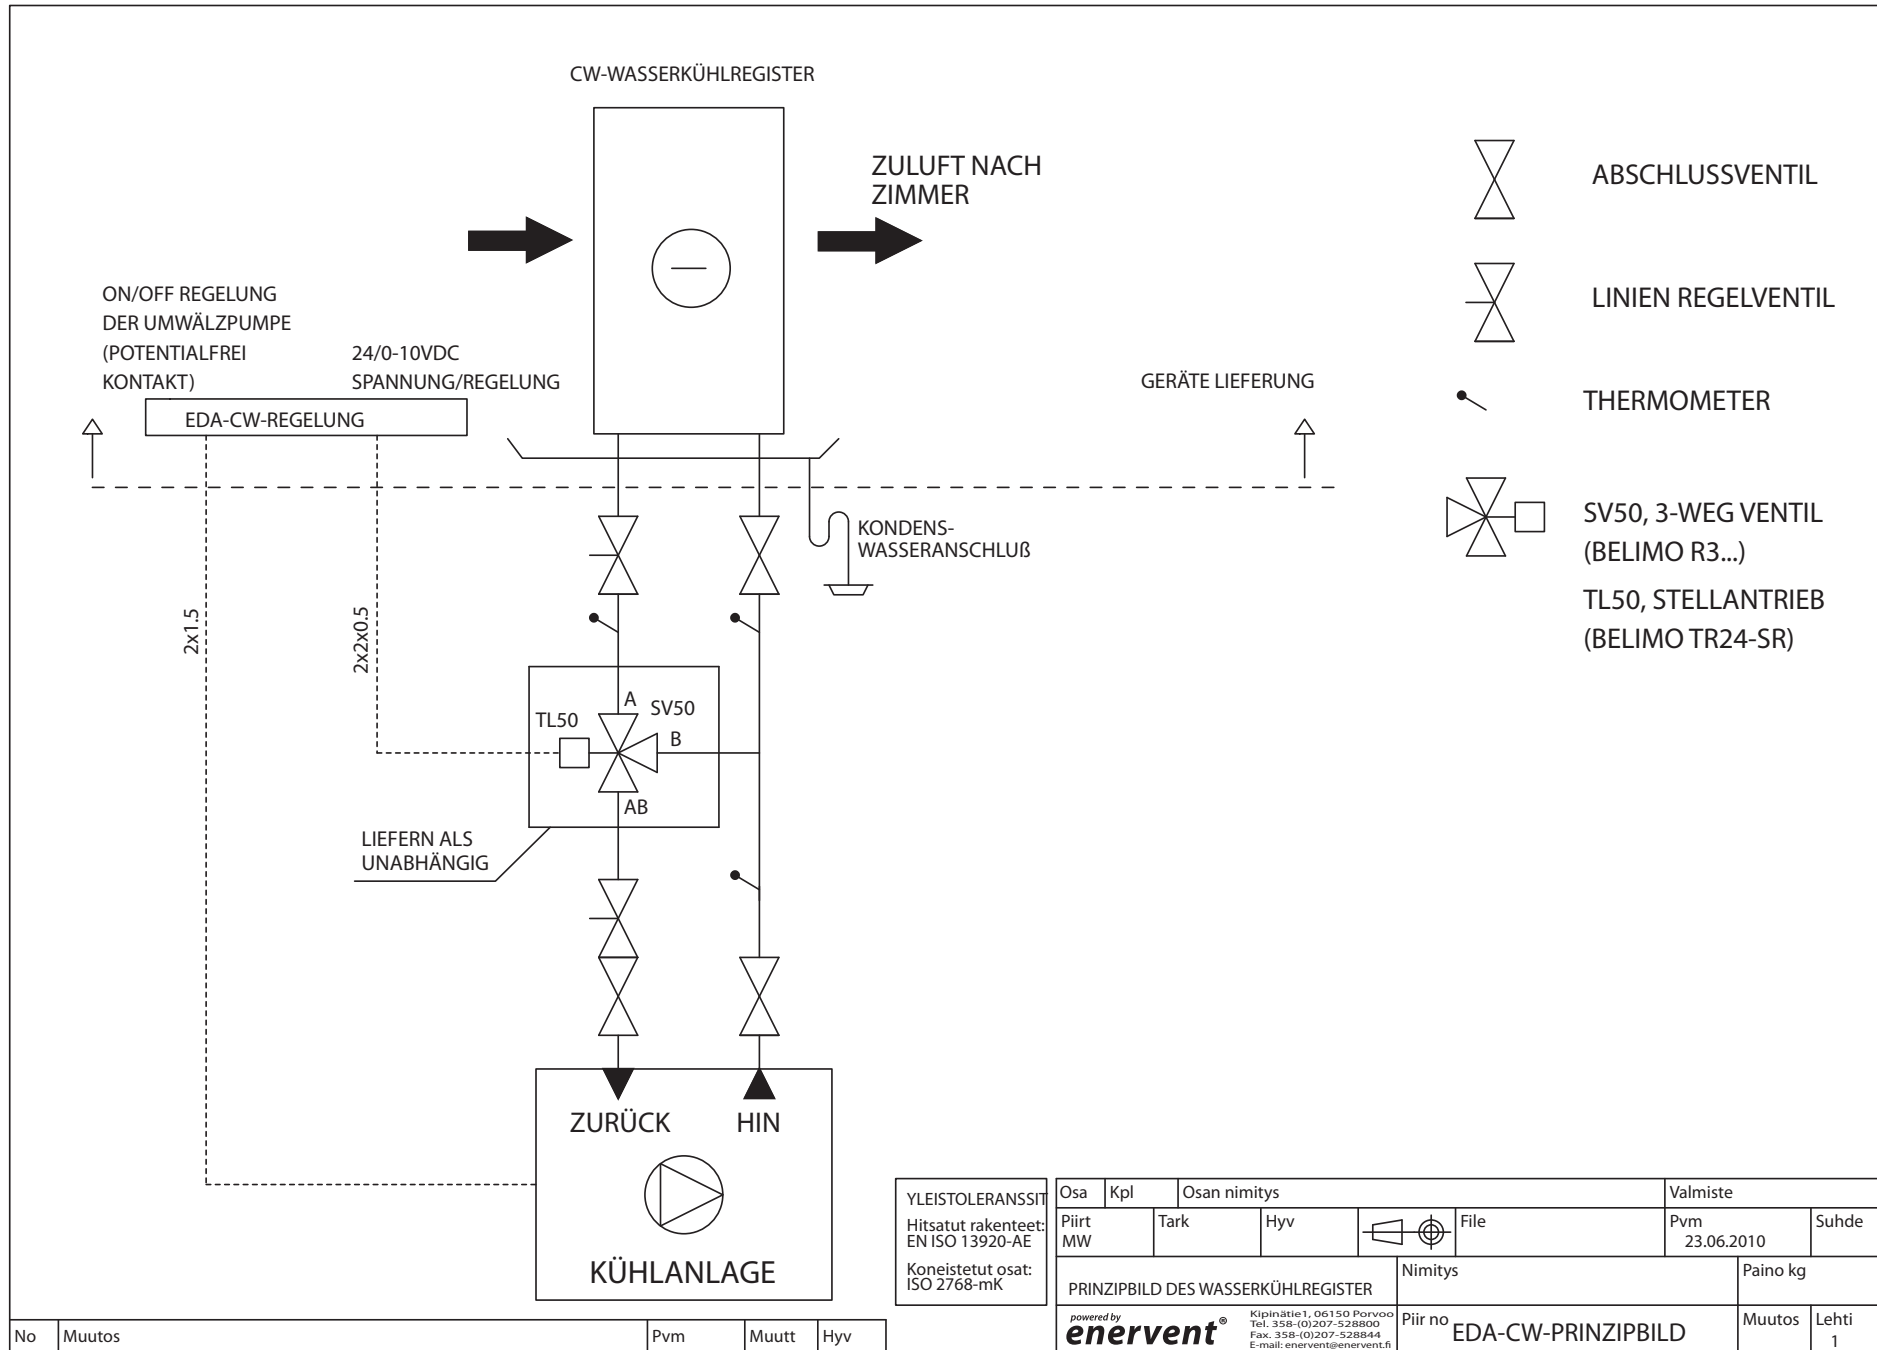 CW-WASSERKÜHLREGISTER
ZULUFT NACH
ZIMMER
ABSCHLUSSVENTIL
LINIEN REGELVENTIL
THERMOMETER
SV50, 3-WEG VENTIL
(BELIMO R3...)
TL50, STELLANTRIEB
(BELIMO TR24-SR)
ON/OFF REGELUNG
DER UMWÄLZPUMPE
(POTENTIALFREI
KONTAKT)
24/0-10VDC
SPANNUNG/REGELUNG
EDA-CW-REGELUNG
GERÄTE LIEFERUNG
KONDENS-
WASSERANSCHLUß
2x1.5
2x2x0.5
A
SV50
TL50
B
AB
LIEFERN ALS
UNABHÄNGIG
ZURÜCK
HIN
KÜHLANLAGE
YLEISTOLERANSSIT
Hitsatut rakenteet:
EN ISO 13920-AE
Koneistetut osat:
ISO 2768-mK
Osa
Kpl
Osan nimitys
Valmiste
Piirt
MW
Tark
Hyv
File
Pvm
23.06.2010
Suhde
PRINZIPBILD DES WASSERKÜHLREGISTER
Nimitys
Paino kg
powered by
enervent®
Kipinätie1, 06150 Porvoo
Tel. 358-(0)207-528800
Fax. 358-(0)207-528844
E-mail: enervent@enervent.fi
Piir no
EDA-CW-PRINZIPBILD
Muutos
Lehti
1
No
Muutos
Pvm
Muutt
Hyv